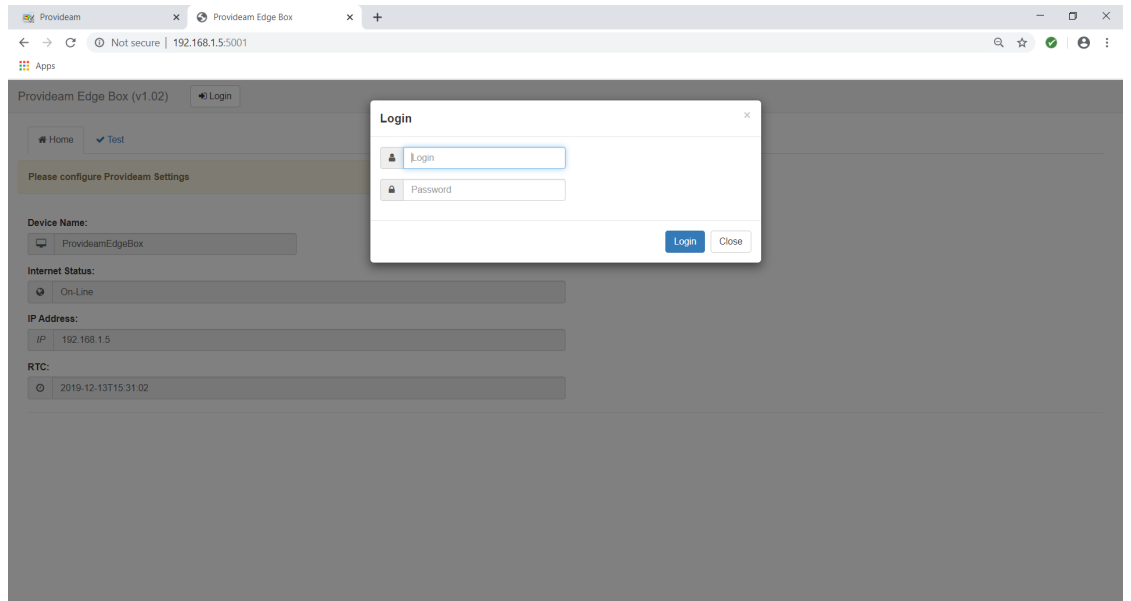 Provideam
Provideam Edge Box
Not secure | 192.168.1.5:5001
Apps
Provideam Edge Box (v1.02)
Login
Home
Test
Please configure Provideam Settings
Device Name:
ProvideamEdgeBox
Internet Status:
On-Line
IP Address:
IP 192.168.1.5
RTC:
2019-12-13T15:31:02
Login
×
Login
Password
Login
Close